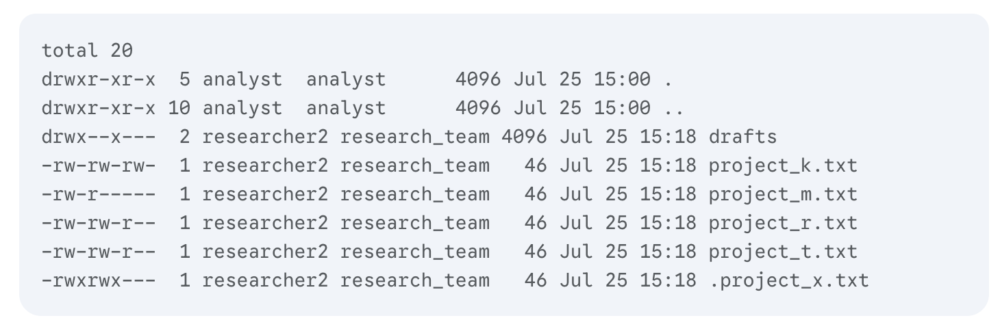 total 20
drwxr-xr-x  5 analyst  analyst      4096 Jul 25 15:00 .
drwxr-xr-x 10 analyst  analyst      4096 Jul 25 15:00 ..
drwx--x---  2 researcher2 research_team 4096 Jul 25 15:18 drafts
-rw-rw-rw-  1 researcher2 research_team   46 Jul 25 15:18 project_k.txt
-rw-r-----  1 researcher2 research_team   46 Jul 25 15:18 project_m.txt
-rw-rw-r--  1 researcher2 research_team   46 Jul 25 15:18 project_r.txt
-rw-rw-r--  1 researcher2 research_team   46 Jul 25 15:18 project_t.txt
-rwxrwx---  1 researcher2 research_team   46 Jul 25 15:18 .project_x.txt